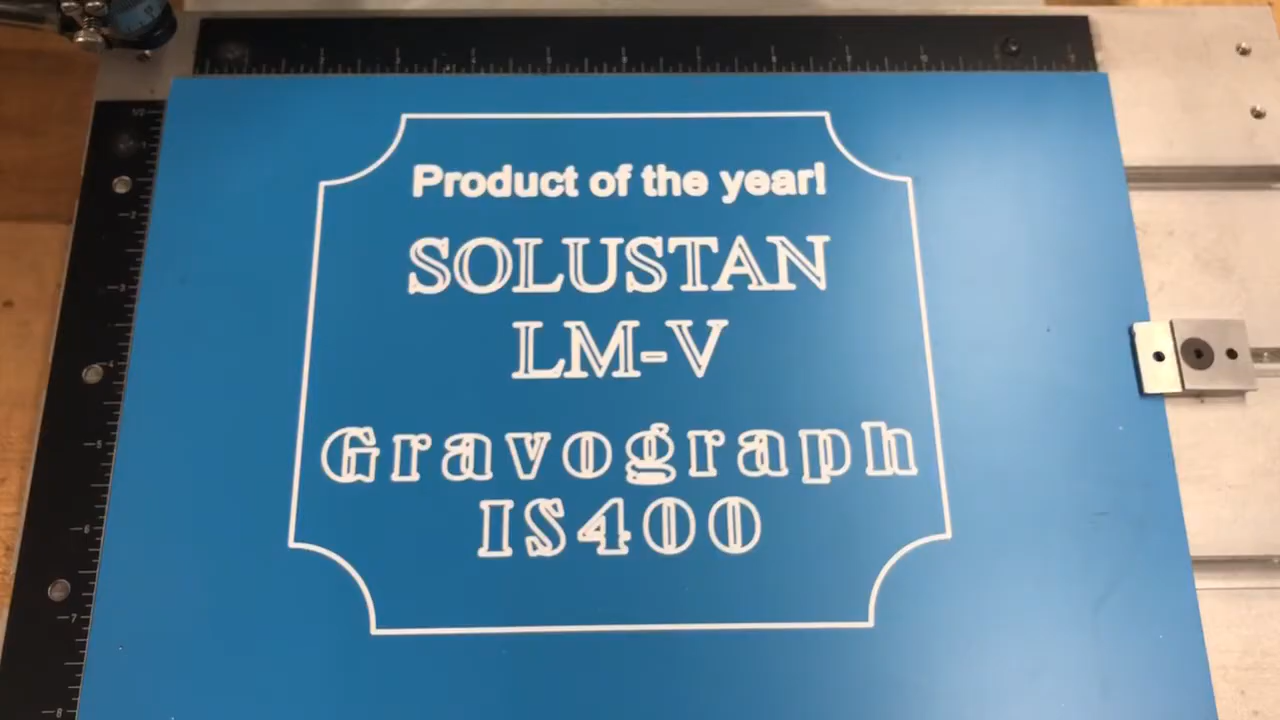 Product of the year!
SOLUSTAN
LM-V
Gravograph
IS400